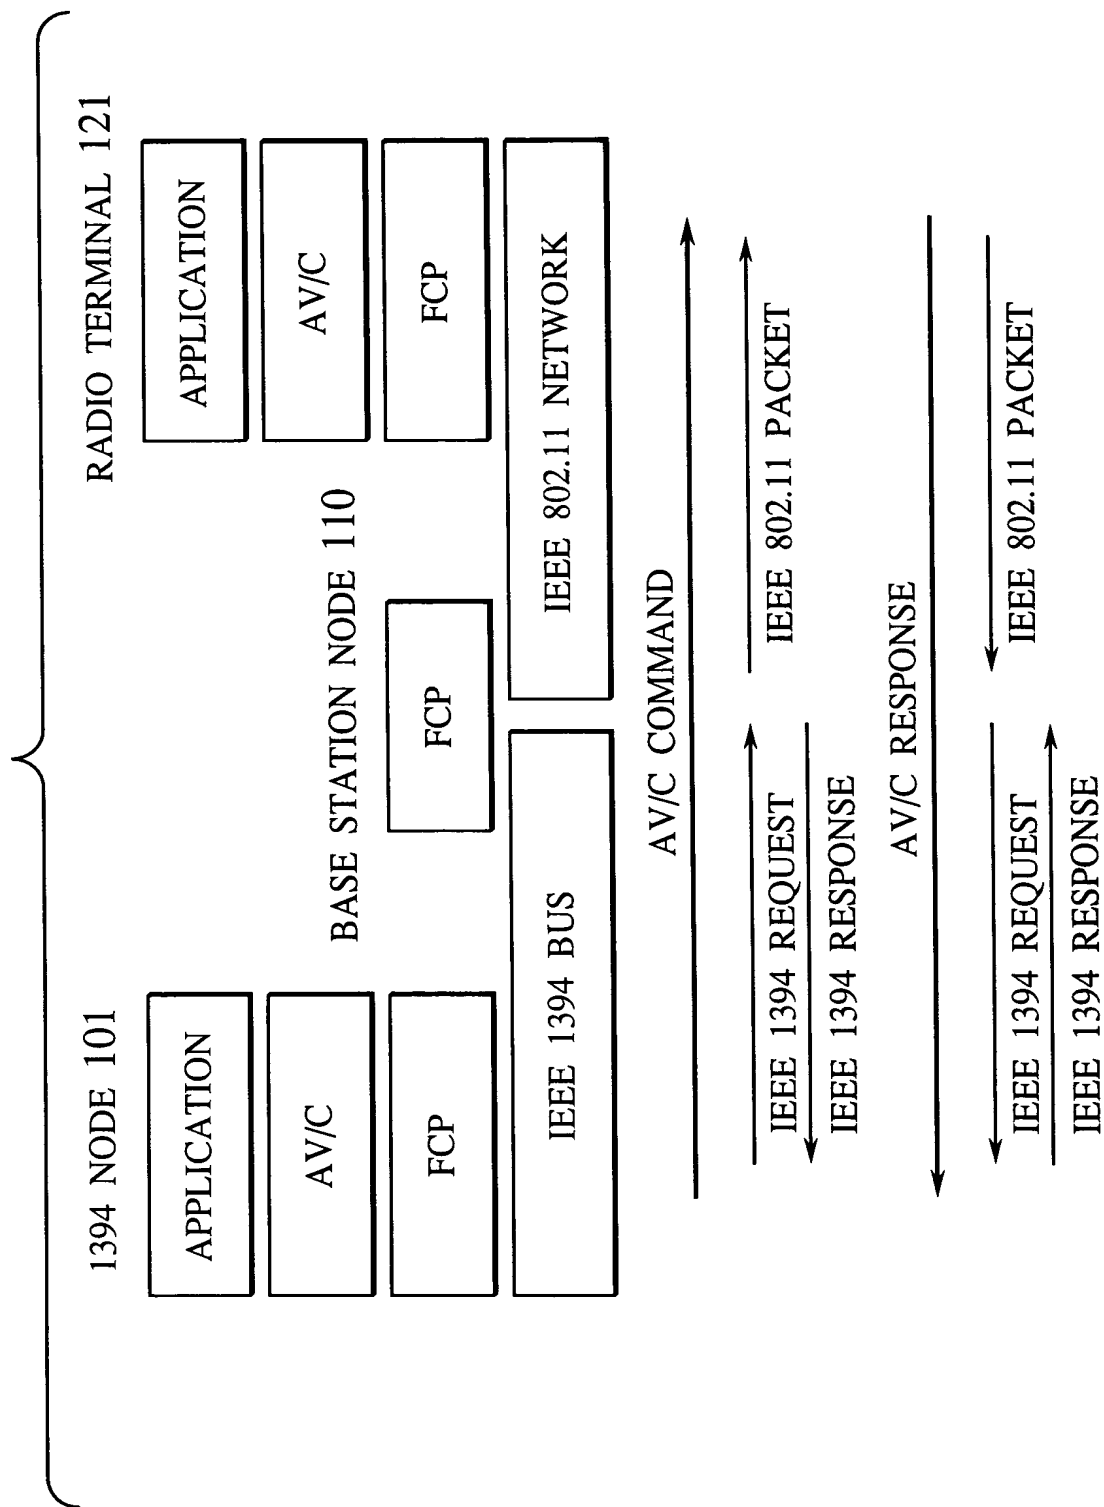 1394 NODE 101
RADIO TERMINAL 121
APPLICATION
APPLICATION
AV/C
BASE STATION NODE 110
AV/C
FCP
FCP
FCP
IEEE 1394 BUS
IEEE 802.11 NETWORK
AV/C COMMAND
IEEE 1394 REQUEST
IEEE 802.11 PACKET
IEEE 1394 RESPONSE
AV/C RESPONSE
IEEE 1394 REQUEST
IEEE 802.11 PACKET
IEEE 1394 RESPONSE